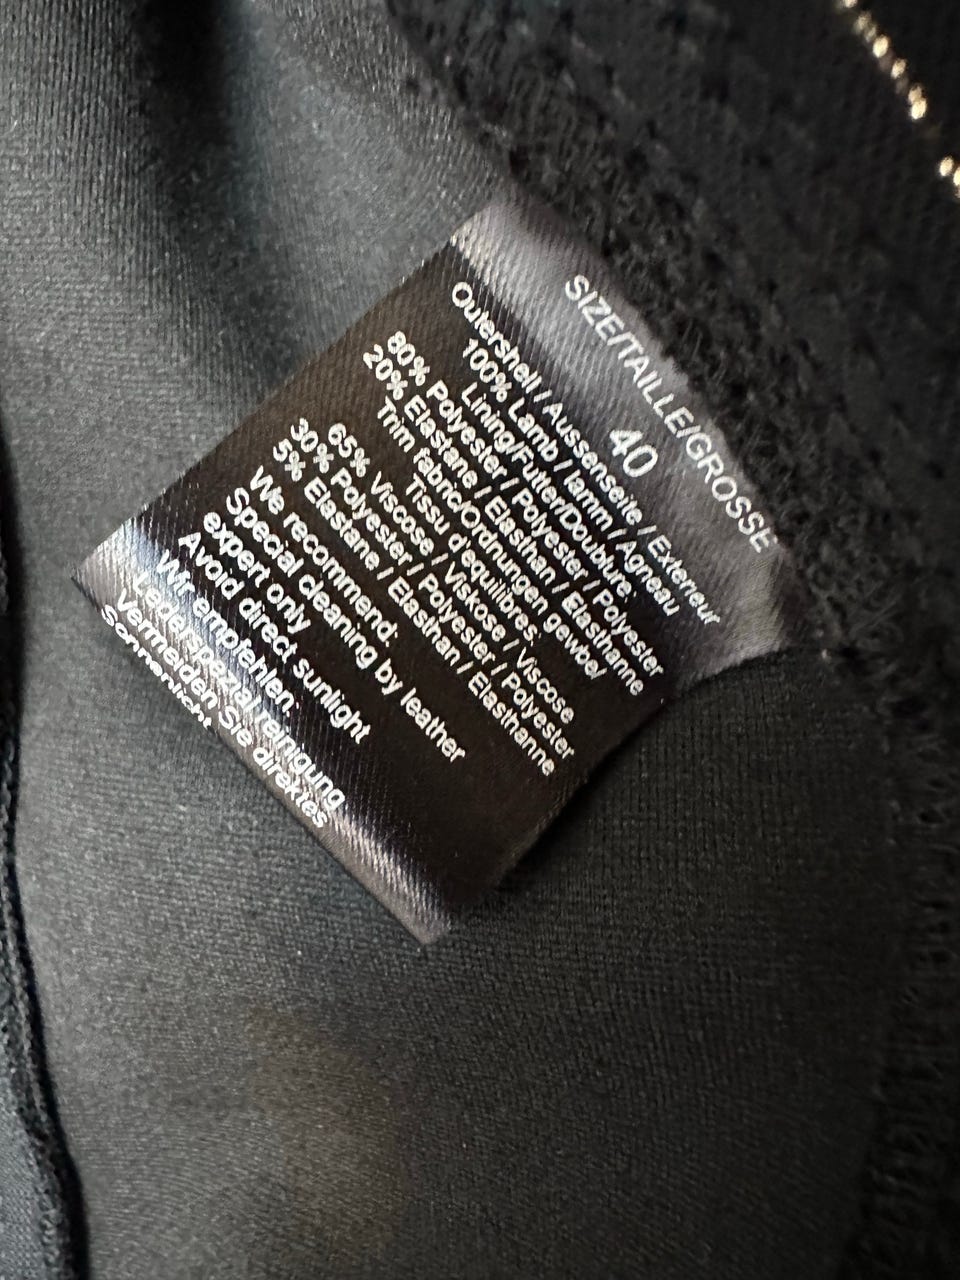 SIZE/TAILLE/GROSSE
40
Outershell / Aussenseite / Exterieur
100% Lamb / lamm / Agneau
Lining/Futter/Doublure:
80% Polyester / Polyester / Polyester
20% Elastane / Elasthan / Elasthanne
Trim fabric/Ordnungen gewbe/
Tissu d'equilibres:
65% Viscose / Viskose / Viscose
30% Polyester / Polyester / Polyester
5% Elastane / Elasthan / Elasthanne
We recommend:
Special cleaning by leather
expert only
Avoid direct sunlight
Wir empfehlen:
Lederspezialreinigung
Vermeiden Sie direktes
Sonnenlicht